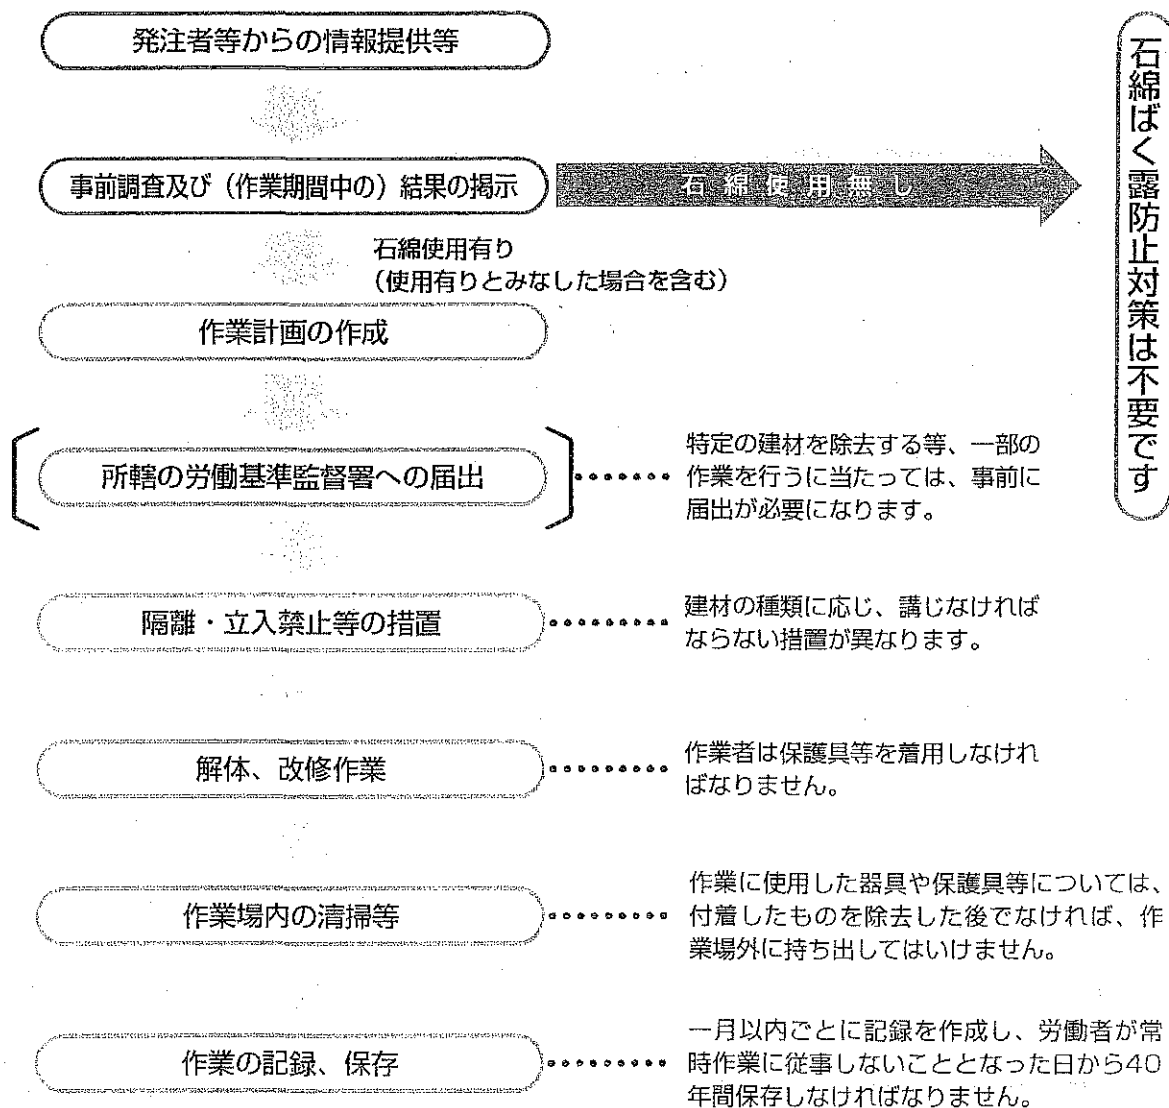 発注者等からの情報提供等
事前調査及び（作業期間中の）結果の掲示
石綿使用無し
石綿ばく露防止対策は不要です
石綿使用有り
（使用有りとみなした場合を含む）
作業計画の作成
所轄の労働基準監督署への届出
特定の建材を除去する等、一部の
作業を行うに当たっては、事前に
届出が必要になります。
隔離・立入禁止等の措置
建材の種類に応じ、講じなければ
ならない措置が異なります。
解体、改修作業
作業者は保護具等を着用しなけれ
ばなりません。
作業場内の清掃等
作業に使用した器具や保護具等については、
付着したものを除去した後でなければ、作
業場外に持ち出してはいけません。
作業の記録、保存
一月以内ごとに記録を作成し、労働者が常
時作業に従事しないこととなった日から40
年間保存しなければなりません。